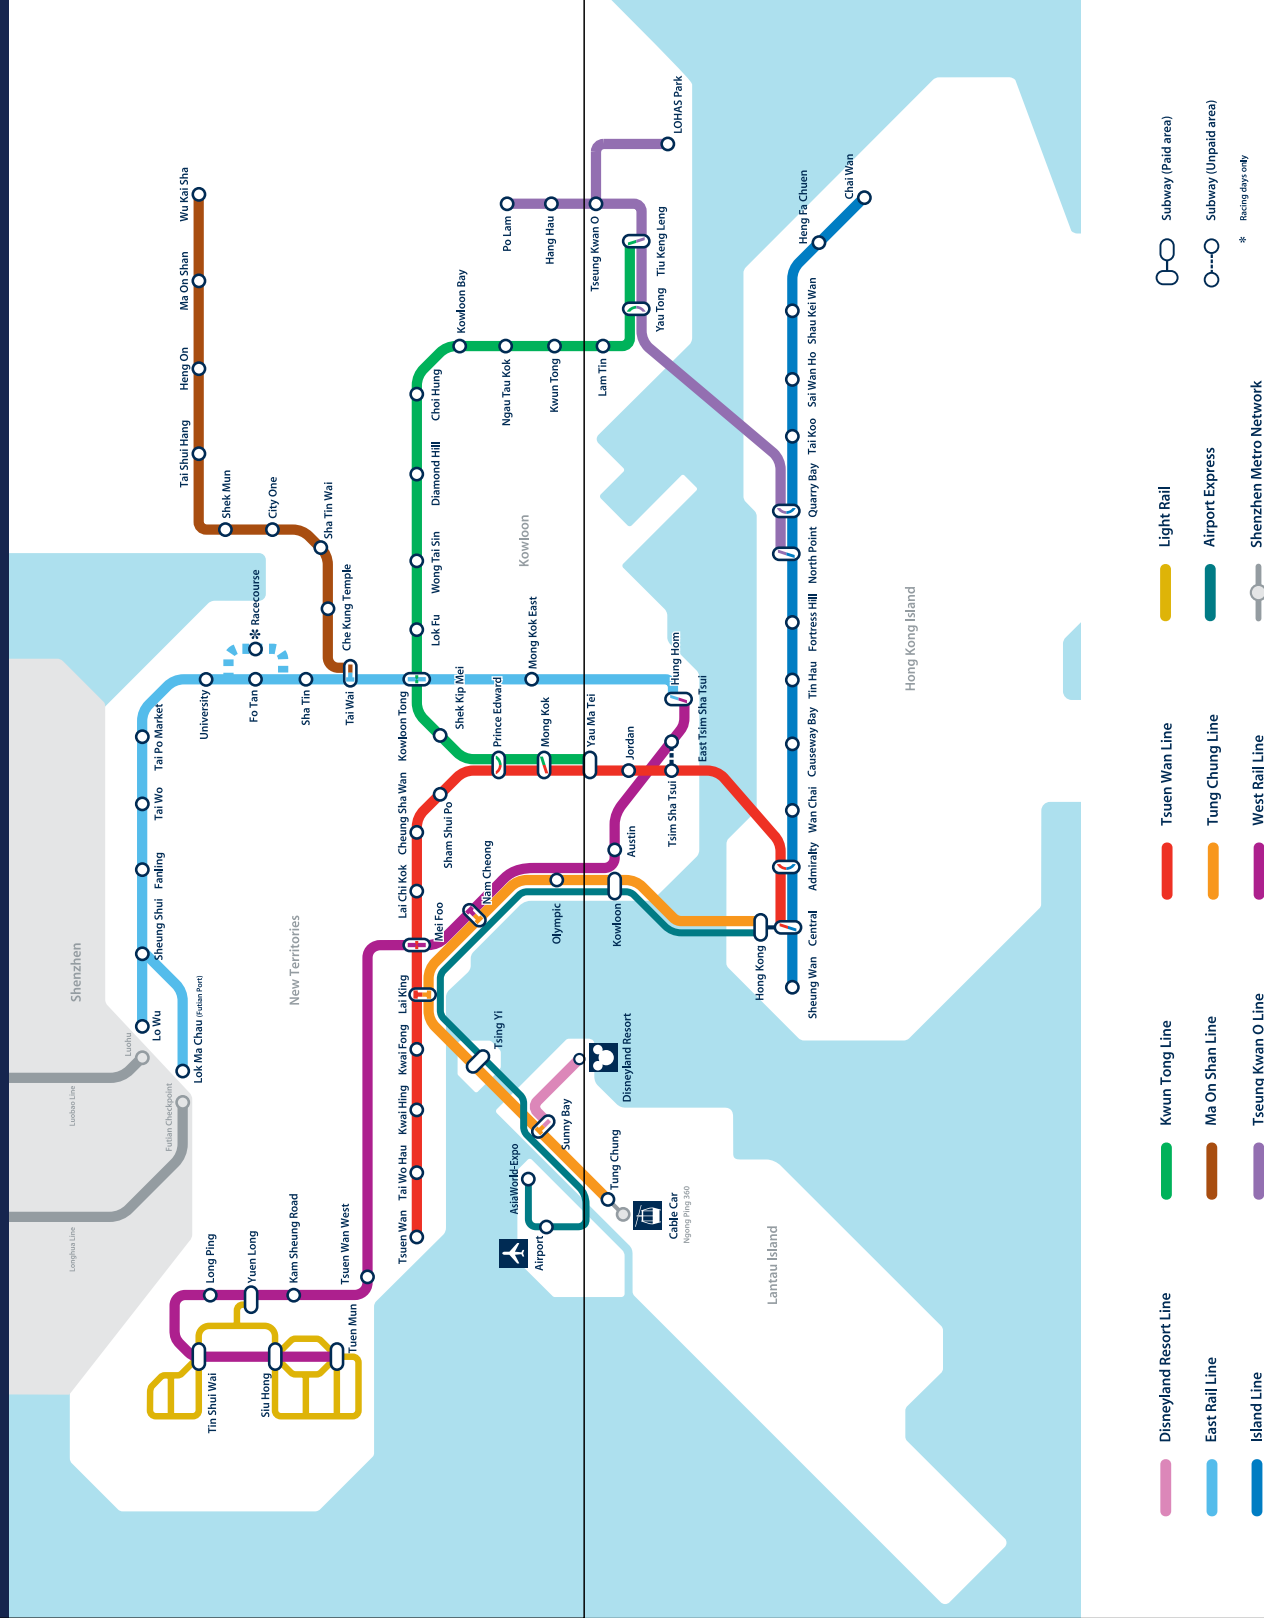 Shenzhen
Longhua Line
Luobao Line
Luohu
Futian Checkpoint
Lo Wu
Lok Ma Chau (Futian Port)
Sheung Shui
Fanling
Tai Wo
Tai Po Market
University
Fo Tan
* Racecourse
Sha Tin
Tai Wai
Che Kung Temple
Sha Tin Wai
City One
Shek Mun
Tai Shui Hang
Heng On
Ma On Shan
Wu Kai Sha
New Territories
Tin Shui Wai
Siu Hong
Tuen Mun
Long Ping
Yuen Long
Kam Sheung Road
Tsuen Wan West
Tsuen Wan
Tai Wo Hau
Kwai Hing
Kwai Fong
Lai King
Mei Foo
Lai Chi Kok
Cheung Sha Wan
Sham Shui Po
Nam Cheong
Kowloon Tong
Shek Kip Mei
Prince Edward
Mong Kok
Yau Ma Tei
Jordan
Tsim Sha Tsui
East Tsim Sha Tsui
Hung Hom
Mong Kok East
Lok Fu
Wong Tai Sin
Diamond Hill
Choi Hung
Kowloon Bay
Ngau Tau Kok
Kwun Tong
Lam Tin
Yau Tong
Tiu Keng Leng
Tseung Kwan O
Hang Hau
Po Lam
LOHAS Park
Kowloon
Austin
Olympic
Kowloon
Hong Kong
Tsing Yi
Sunny Bay
Disneyland Resort
AsiaWorld-Expo
Airport
Tung Chung
Cable Car
Ngong Ping 360
Lantau Island
Sheung Wan
Central
Admiralty
Wan Chai
Causeway Bay
Tin Hau
Fortress Hill
North Point
Quarry Bay
Tai Koo
Sai Wan Ho
Shau Kei Wan
Heng Fa Chuen
Chai Wan
Hong Kong Island
Disneyland Resort Line
East Rail Line
Island Line
Kwun Tong Line
Ma On Shan Line
Tseung Kwan O Line
Tsuen Wan Line
Tung Chung Line
West Rail Line
Light Rail
Airport Express
Shenzhen Metro Network
Subway (Paid area)
Subway (Unpaid area)
* Racing days only